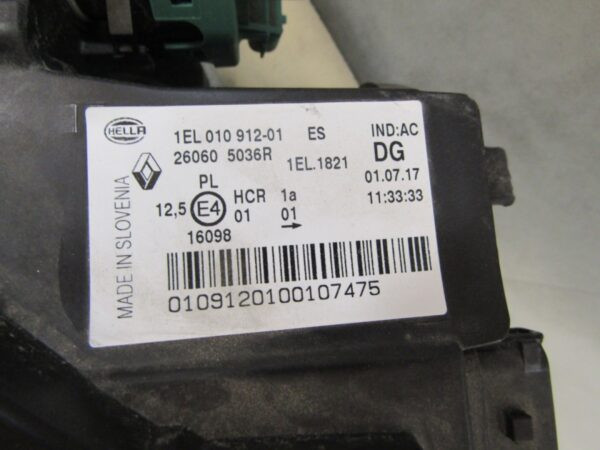 HELLA
1EL 010 912-01 ES IND:AC
26060 5036R 1EL.1821 DG
01.07.17
PL HCR 1a 11:33:33
12,5 E4 01 01
16098
MADE IN SLOVENIA
0109120100107475